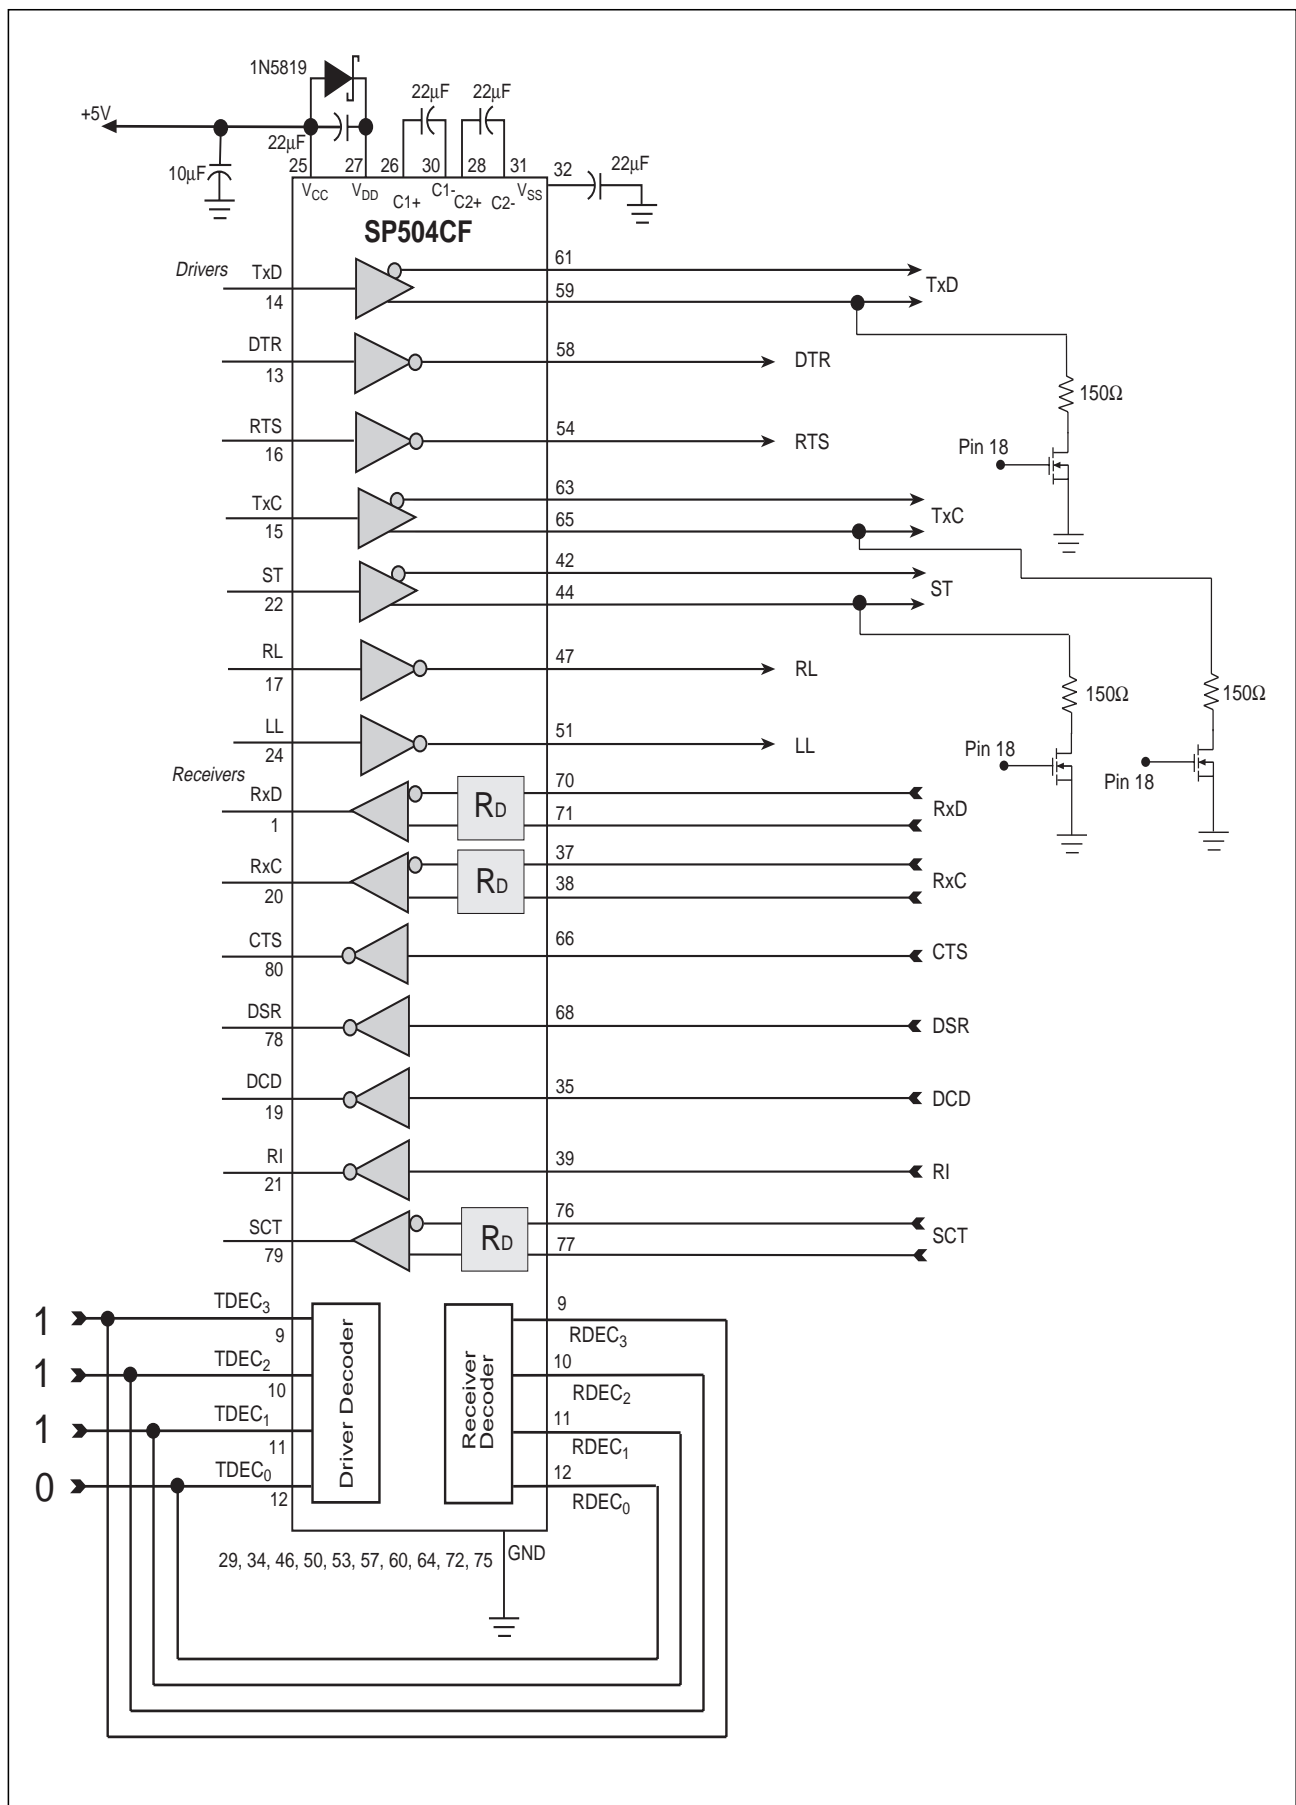 1N5819
22μF 22μF
+5V
22μF
22μF
10μF
25 27 26 30 28 31 32
VCC VDD C1+ C1- C2+ C2- VSS
SP504CF
Drivers
TxD
14
61
59
TxD
DTR
13
58
DTR
150Ω
RTS
16
54
RTS
Pin 18
TxC
15
63
65
TxC
ST
22
42
44
ST
RL
17
47
RL
150Ω
150Ω
LL
24
51
LL
Pin 18
Pin 18
Receivers
RxD
1
RD
70
71
RxD
RxC
20
RD
37
38
RxC
CTS
80
66
CTS
DSR
78
68
DSR
DCD
19
35
DCD
RI
21
39
RI
SCT
79
RD
76
77
SCT
1
TDEC3
9
9
RDEC3
1
TDEC2
10
10
RDEC2
1
TDEC1
11
11
RDEC1
0
TDEC0
12
12
RDEC0
Driver Decoder
Receiver
Decoder
29, 34, 46, 50, 53, 57, 60, 64, 72, 75
GND